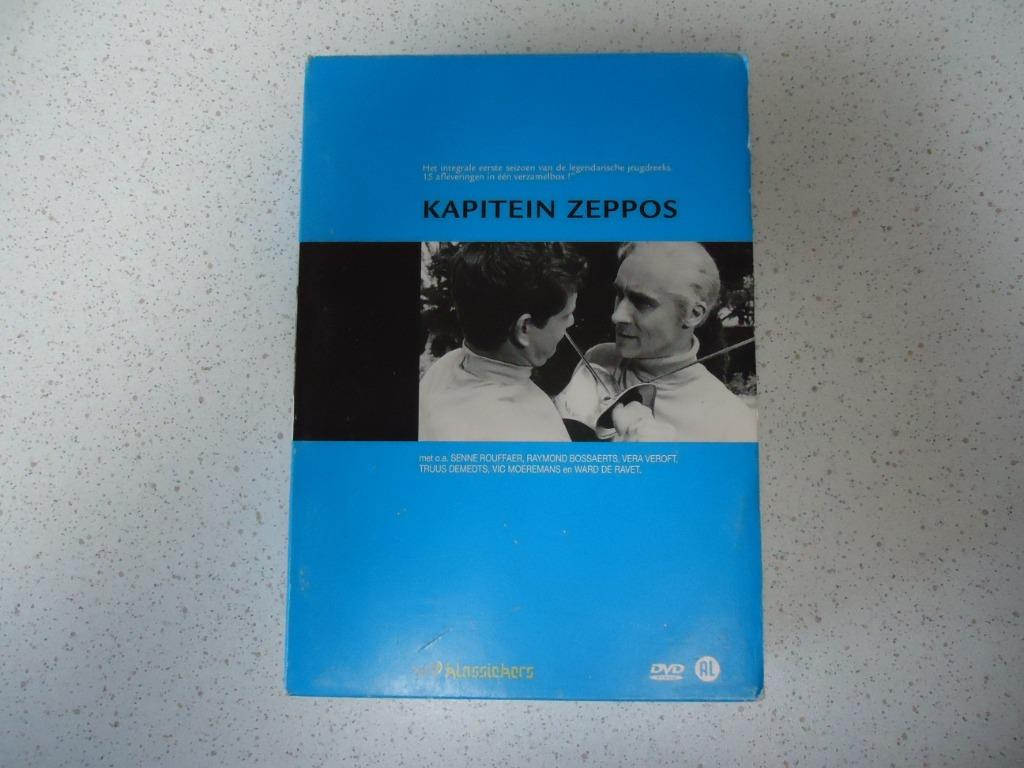 Het integrale eerste seizoen van de legendarische jeugdreeks.
15 afleveringen in één verzamelbox !"
KAPITEIN ZEPPOS
met o.a. SENNE ROUFFAER, RAYMOND BOSSAERTS, VERA VEROFT,
TRUUS DEMEDTS, VIC MOEREMANS en WARD DE RAVET.
klassiekers
DVD
AL